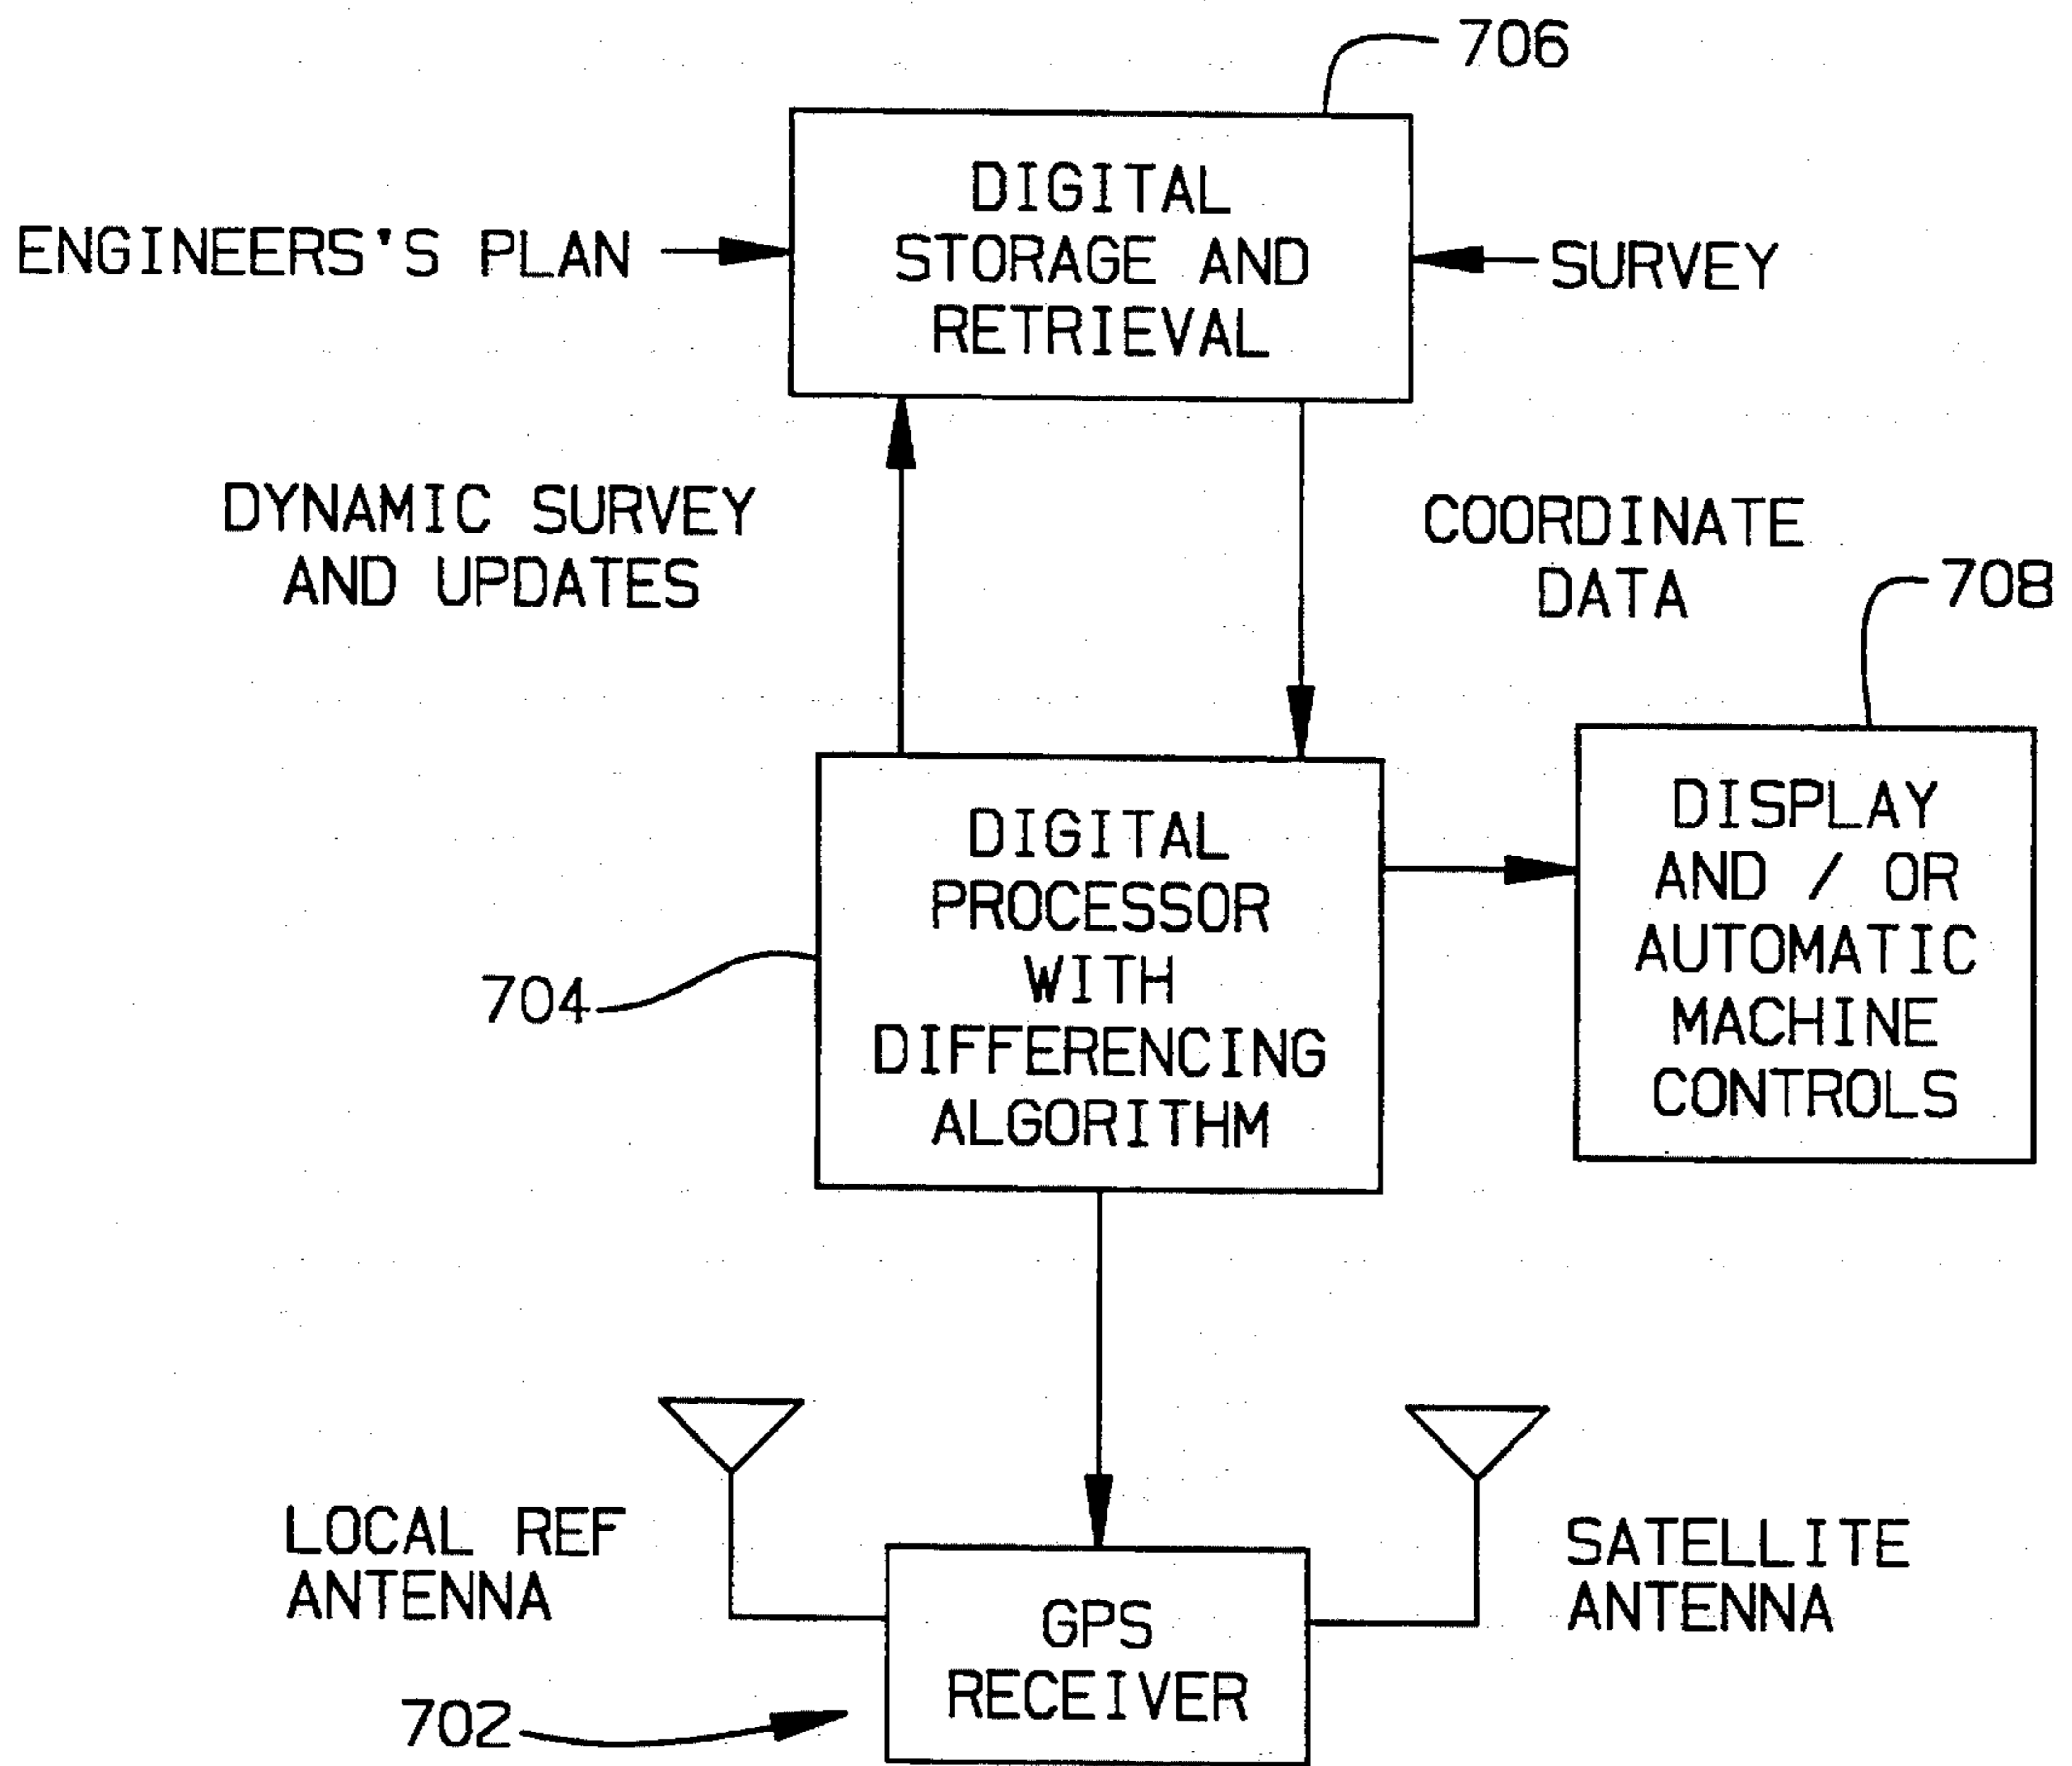 706
DIGITAL
STORAGE AND
RETRIEVAL
ENGINEERS'S PLAN
SURVEY
DYNAMIC SURVEY
AND UPDATES
COORDINATE
DATA
708
DIGITAL
PROCESSOR
WITH
DIFFERENCING
ALGORITHM
704
DISPLAY
AND / OR
AUTOMATIC
MACHINE
CONTROLS
LOCAL REF
ANTENNA
SATELLITE
ANTENNA
GPS
RECEIVER
702